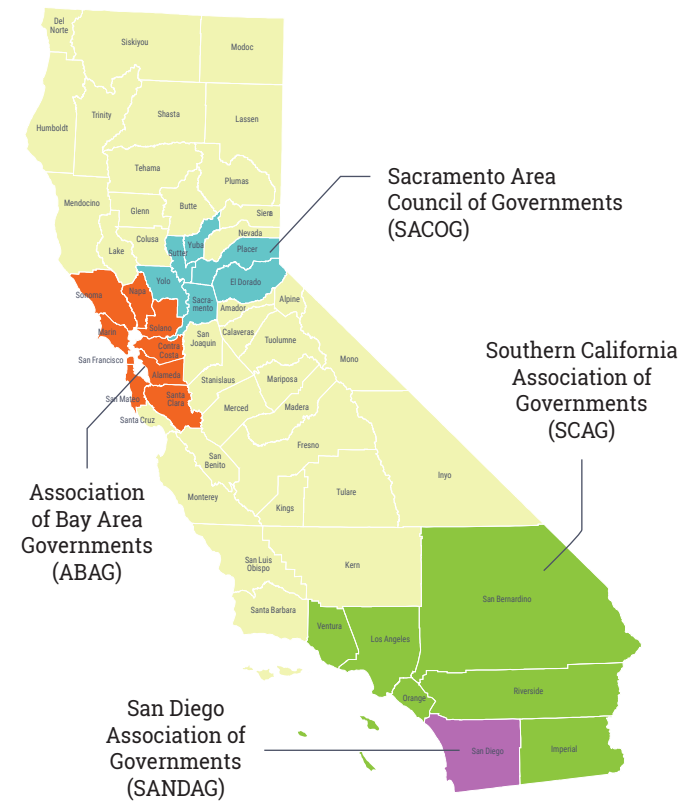 Del
Norte
Siskiyou
Modoc
Humboldt
Trinity
Shasta
Lassen
Tehama
Plumas
Mendocino
Glenn
Butte
Sierra
Nevada
Lake
Colusa
Sutter
Yuba
Placer
Yolo
El Dorado
Sacra-
mento
Sonoma
Napa
Solano
Amador
Alpine
Marin
Contra
Costa
San
Joaquin
Calaveras
Tuolumne
Mono
San Francisco
Alameda
Stanislaus
Mariposa
San Mateo
Santa
Clara
Merced
Madera
Santa Cruz
Fresno
San
Benito
Monterey
Kings
Tulare
Inyo
San Luis
Obispo
Kern
Santa Barbara
Ventura
Los Angeles
San Bernardino
Orange
Riverside
San Diego
Imperial
Sacramento Area
Council of Governments
(SACOG)
Southern California
Association of
Governments
(SCAG)
Association
of Bay Area
Governments
(ABAG)
San Diego
Association of
Governments
(SANDAG)